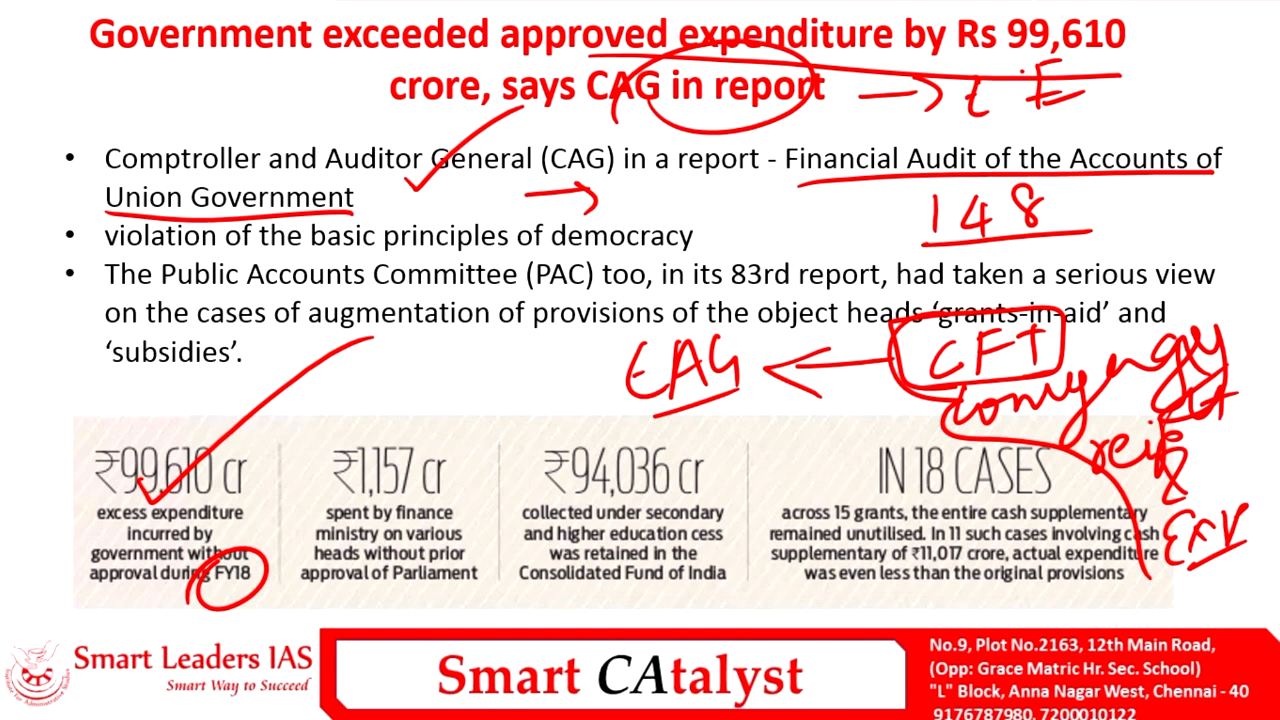 Government exceeded approved expenditure by Rs 99,610
crore, says CAG in report
• Comptroller and Auditor General (CAG) in a report - Financial Audit of the Accounts of
Union Government
148
• violation of the basic principles of democracy
• The Public Accounts Committee (PAC) too, in its 83rd report, had taken a serious view
on the cases of augmentation of provisions of the object heads ‘grants-in-aid’ and
‘subsidies’.
CAG
CFI
₹99,610 cr
excess expenditure
incurred by
government without
approval during FY18
₹1,157 cr
spent by finance
ministry on various
heads without prior
approval of Parliament
₹94,036 cr
collected under secondary
and higher education cess
was retained in the
Consolidated Fund of India
IN 18 CASES
across 15 grants, the entire cash supplementary
remained unutilised. In 11 such cases involving cash
supplementary of ₹11,017 crore, actual expenditure
was even less than the original provisions
Smart Leaders IAS
Smart Way to Succeed
Smart CAtalyst
No.9, Plot No.2163, 12th Main Road,
(Opp: Grace Matric Hr. Sec. School)
"L" Block, Anna Nagar West, Chennai - 40
9176787980, 7200010122